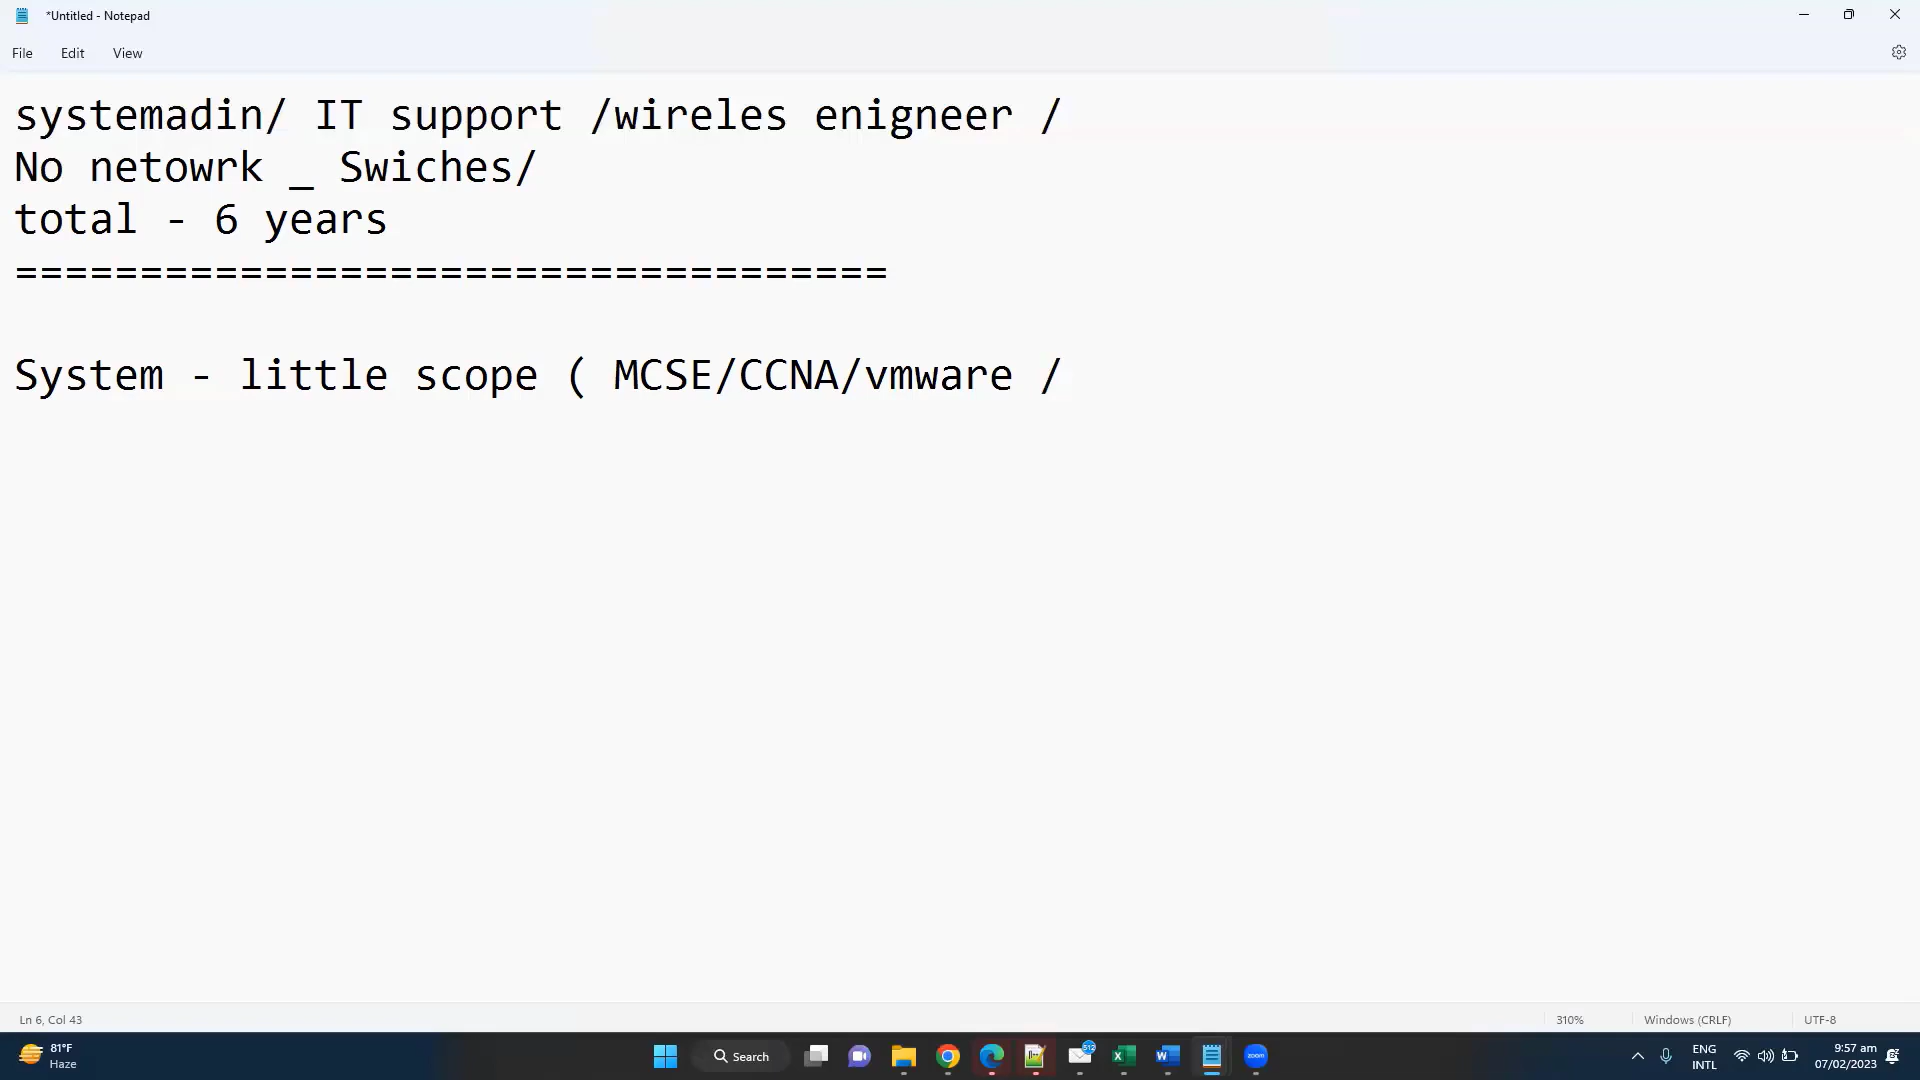 *Untitled - Notepad
File Edit View
systemadin/ IT support /wireles enigneer /
No netowrk _ Swiches/
total - 6 years
===================================
System - little scope ( MCSE/CCNA/vmware /
Ln 6, Col 43
310%
Windows (CRLF)
UTF-8
81°F
Haze
Search
512
zoom
ENG
INTL
9:57 am
07/02/2023